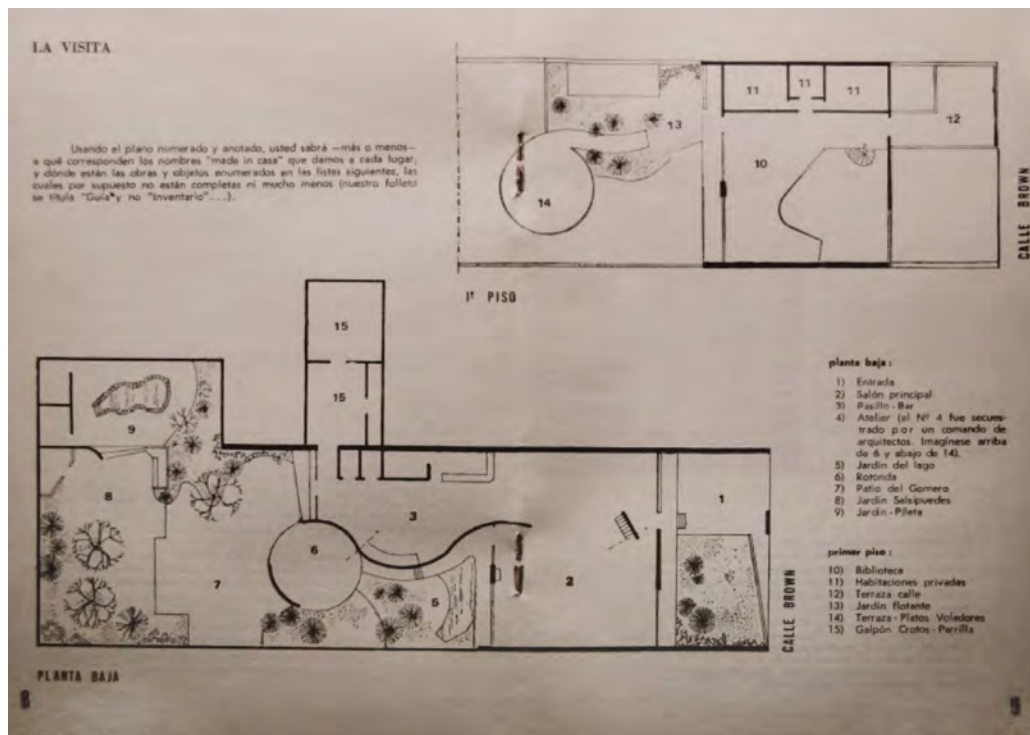 LA VISITA
Usando el plano numerado y anotado, usted sabrá —más o menos—
a qué corresponden los nombres "made in casa" que damos a cada lugar;
y dónde están las obras y objetos enumerados en las listas siguientes, las
cuales por supuesto no están completas ni mucho menos (nuestro folleto
se titula "Guía" y no "Inventario"...).
11
11
11
12
13
10
14
CALLE BROWN
1er PISO
15
15
9
8
7
6
3
5
2
1
CALLE BROWN
PLANTA BAJA
planta baja:
1) Entrada
2) Salón principal
3) Pasillo - Bar
4) Atelier (el Nº 4 fue secues-
trado por un comando de
arquitectos. Imagínese arriba
de 6 y abajo de 14).
5) Jardín del lago
6) Rotonda
7) Patio del Gomero
8) Jardín Salsipuedes
9) Jardín - Pileta
primer piso:
10) Biblioteca
11) Habitaciones privadas
12) Terraza calle
13) Jardín flotante
14) Terraza - Platos Voladores
15) Galpón Crotos - Parrilla
8